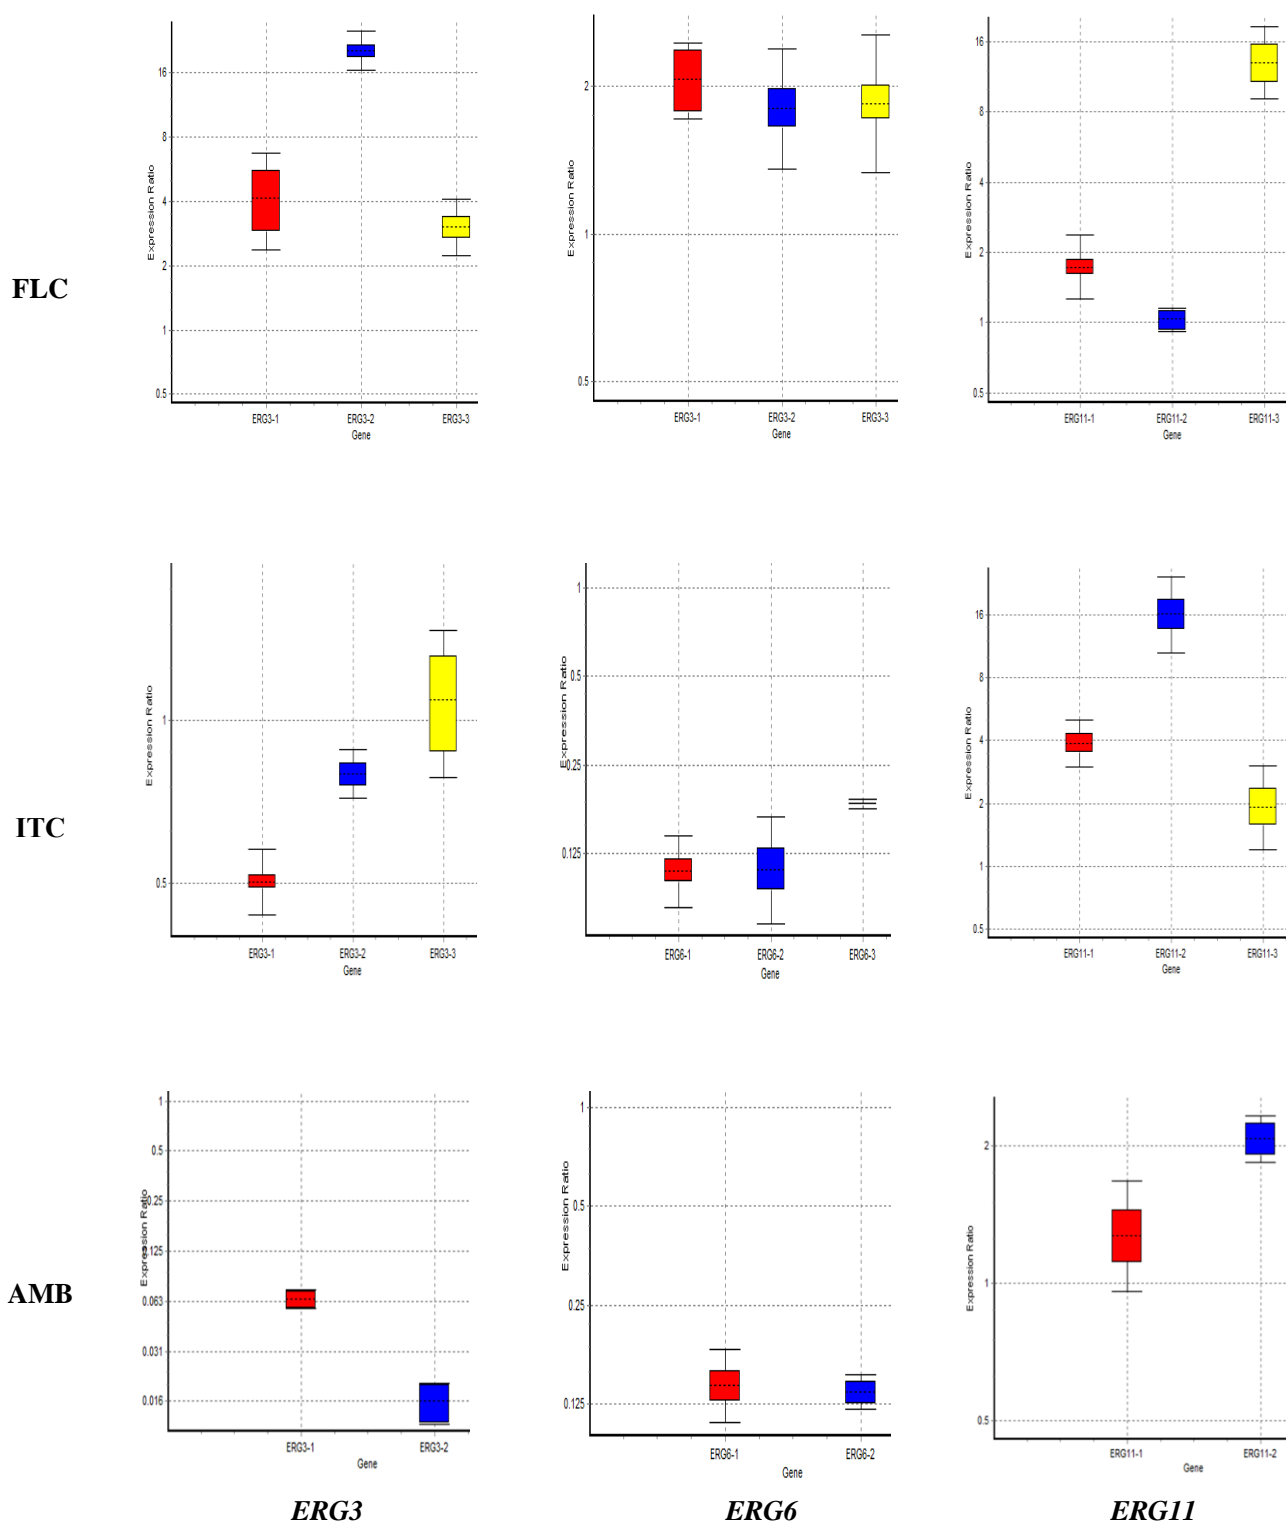 FLC
Expression Ratio
16
8
4
2
1
0.5
ERG3-1 ERG3-2 ERG3-3
Gene
Expression Ratio
2
1
0.5
ERG3-1 ERG3-2 ERG3-3
Gene
Expression Ratio
16
8
4
2
1
0.5
ERG11-1 ERG11-2 ERG11-3
Gene
ITC
Expression Ratio
1
0.5
ERG3-1 ERG3-2 ERG3-3
Gene
Expression Ratio
1
0.5
0.25
0.125
ERG6-1 ERG6-2 ERG6-3
Gene
Expression Ratio
16
8
4
2
1
0.5
ERG11-1 ERG11-2 ERG11-3
Gene
AMB
Expression Ratio
1
0.5
0.25
0.125
0.063
0.031
0.016
ERG3-1 ERG3-2
Gene
Expression Ratio
1
0.5
0.25
0.125
ERG6-1 ERG6-2
Gene
Expression Ratio
2
1
0.5
ERG11-1 ERG11-2
Gene
ERG3 ERG6 ERG11